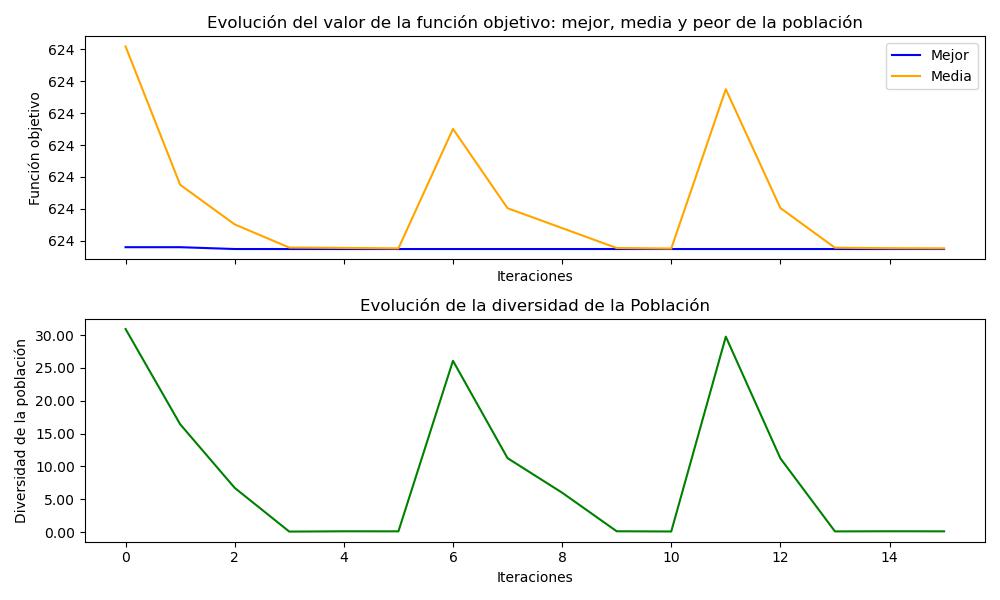 Evolución del valor de la función objetivo: mejor, media y peor de la población
Función objetivo
624
624
624
624
624
624
624
Mejor
Media
Iteraciones
Evolución de la diversidad de la Población
Diversidad de la población
30.00
25.00
20.00
15.00
10.00
5.00
0.00
0 2 4 6 8 10 12 14
Iteraciones